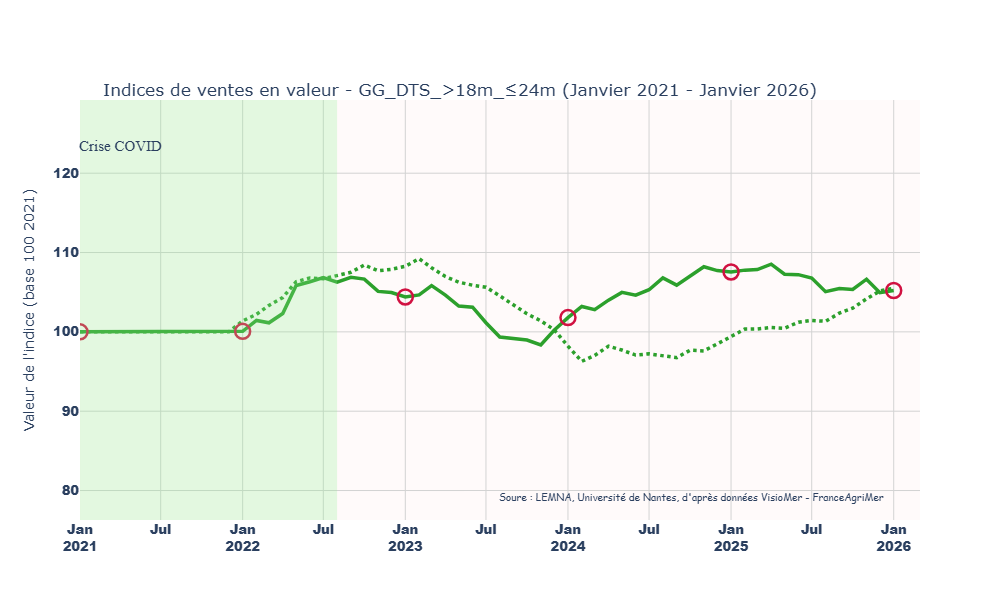 Indices de ventes en valeur - GG_DTS_>18m_≤24m (Janvier 2021 - Janvier 2026)
Crise COVID
Valeur de l'Indice (base 100 2021)
120
110
100
90
80
Soure : LEMNA, Université de Nantes, d'après données VisioMer - FranceAgriMer
Jan Jul Jan Jul Jan Jul Jan Jul Jan Jul Jan
2021 2022 2023 2024 2025 2026